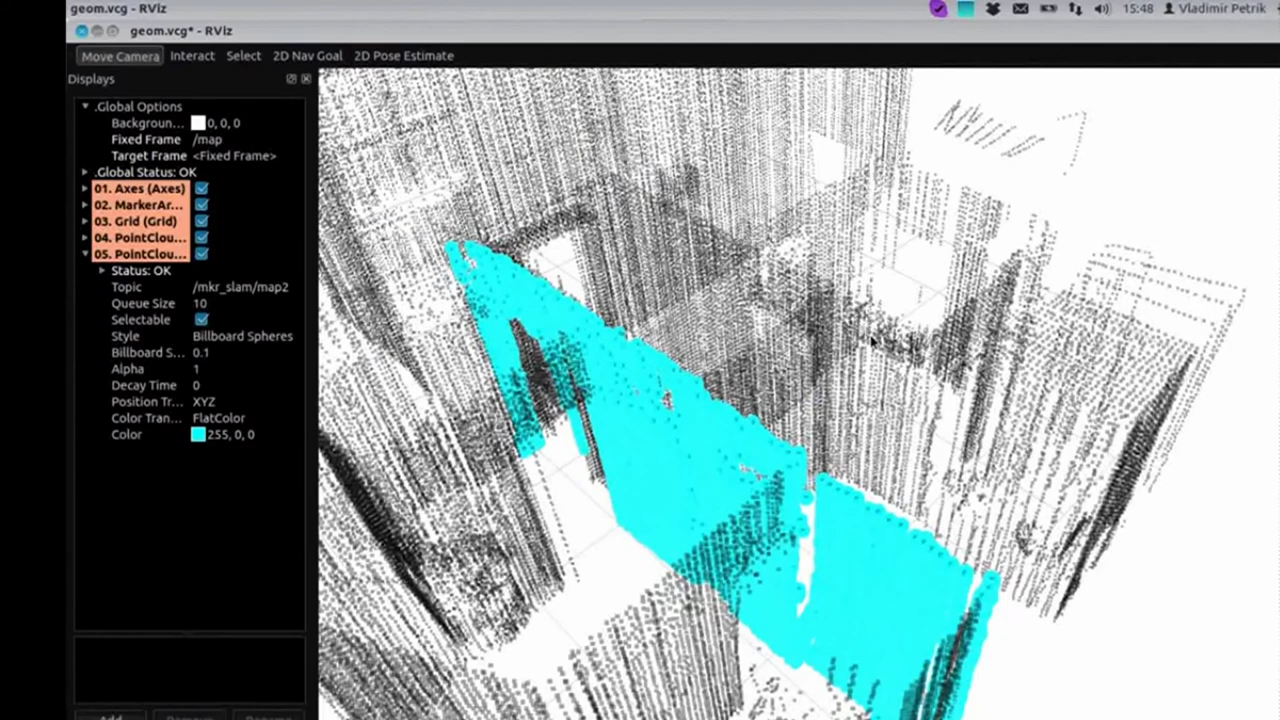 geom.vcg - RViz
15:48 Vladimir Petrik
geom.vcg* - RViz
Move Camera Interact Select 2D Nav Goal 2D Pose Estimate
Displays
.Global Options
Backgroun... 0, 0, 0
Fixed Frame /map
Target Frame <Fixed Frame>
.Global Status: OK
01. Axes (Axes)
02. MarkerAr...
03. Grid (Grid)
04. PointClou...
05. PointClou...
Status: OK
Topic /mkr_slam/map2
Queue Size 10
Selectable
Style Billboard Spheres
Billboard S... 0.1
Alpha 1
Decay Time 0
Position Tr... XYZ
Color Tran... FlatColor
Color 255, 0, 0